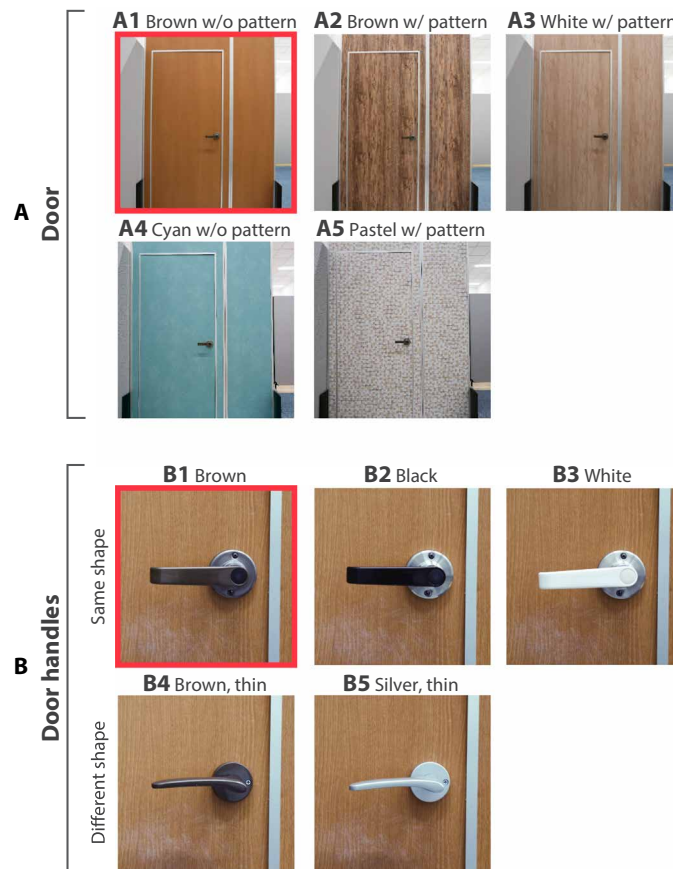 A1 Brown w/o pattern
A2 Brown w/ pattern
A3 White w/ pattern
A
Door
A4 Cyan w/o pattern
A5 Pastel w/ pattern
B1 Brown
B2 Black
B3 White
Same shape
B
Door handles
B4 Brown, thin
B5 Silver, thin
Different shape